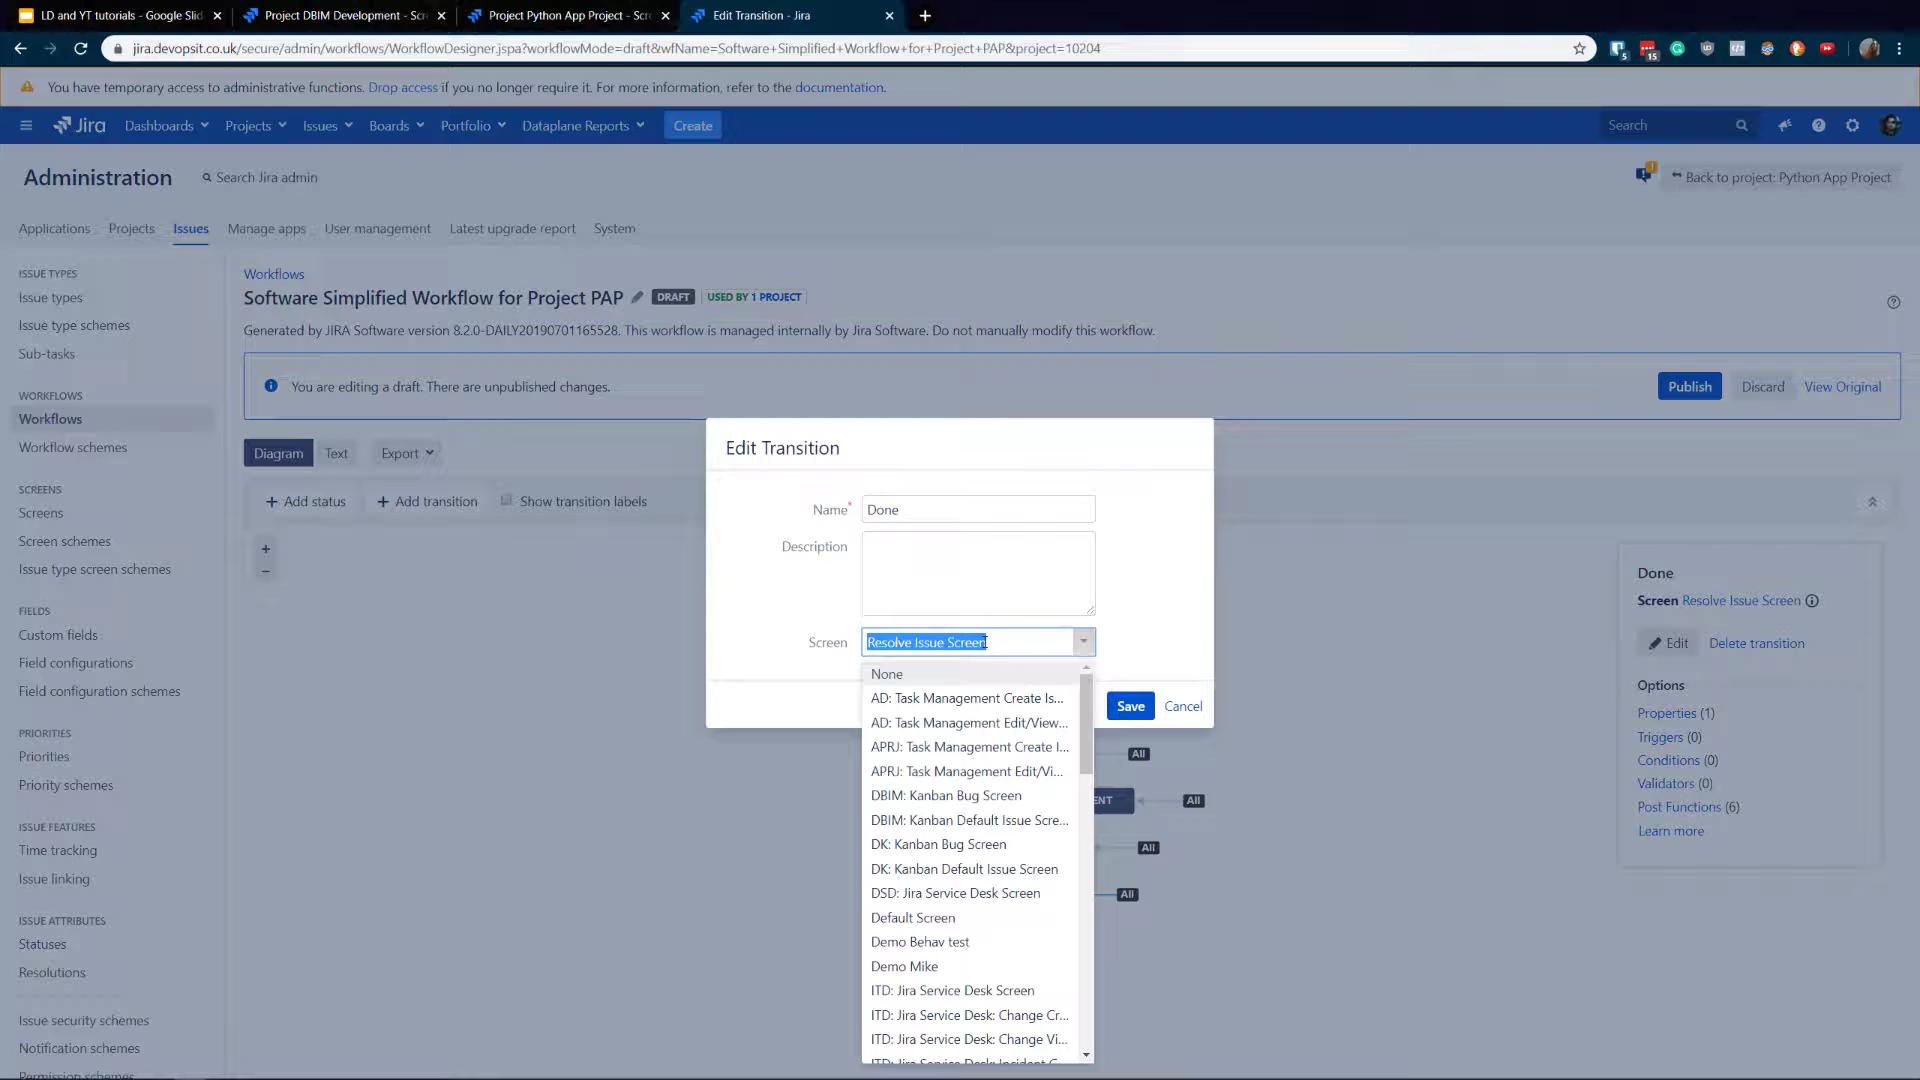 LD and YT tutorials - Google Slid
Project DBIM Development - Scr
Project Python App Project - Scr
Edit Transition - Jira
jira.devopsit.co.uk/secure/admin/workflows/WorkflowDesigner.jspa?workflowMode=draft&wfName=Software+Simplified+Workflow+for+Project+PAP&project=10204
5
15
You have temporary access to administrative functions. Drop access if you no longer require it. For more information, refer to the documentation.
Jira
Dashboards
Projects
Issues
Boards
Portfolio
Dataplane Reports
Create
Search
Administration
Search Jira admin
Back to project: Python App Project
Applications
Projects
Issues
Manage apps
User management
Latest upgrade report
System
ISSUE TYPES
Issue types
Issue type schemes
Sub-tasks
WORKFLOWS
Workflows
Workflow schemes
SCREENS
Screens
Screen schemes
Issue type screen schemes
FIELDS
Custom fields
Field configurations
Field configuration schemes
PRIORITIES
Priorities
Priority schemes
ISSUE FEATURES
Time tracking
Issue linking
ISSUE ATTRIBUTES
Statuses
Resolutions
Issue security schemes
Notification schemes
Permission schemes
Workflows
Software Simplified Workflow for Project PAP DRAFT USED BY 1 PROJECT
Generated by JIRA Software version 8.2.0-DAILY20190701165528. This workflow is managed internally by Jira Software. Do not manually modify this workflow.
You are editing a draft. There are unpublished changes.
Publish
Discard
View Original
Diagram
Text
Export
+ Add status
+ Add transition
Show transition labels
+
−
Edit Transition
Name*
Done
Description
Screen
Resolve Issue Screen
None
AD: Task Management Create Is...
AD: Task Management Edit/View...
APRJ: Task Management Create I...
APRJ: Task Management Edit/Vi...
DBIM: Kanban Bug Screen
DBIM: Kanban Default Issue Scre...
DK: Kanban Bug Screen
DK: Kanban Default Issue Screen
DSD: Jira Service Desk Screen
Default Screen
Demo Behav test
Demo Mike
ITD: Jira Service Desk Screen
ITD: Jira Service Desk: Change Cr...
ITD: Jira Service Desk: Change Vi...
ITD: Jira Service Desk: Incident C
Save
Cancel
All
ENT
All
All
All
Done
Screen Resolve Issue Screen
Edit
Delete transition
Options
Properties (1)
Triggers (0)
Conditions (0)
Validators (0)
Post Functions (6)
Learn more